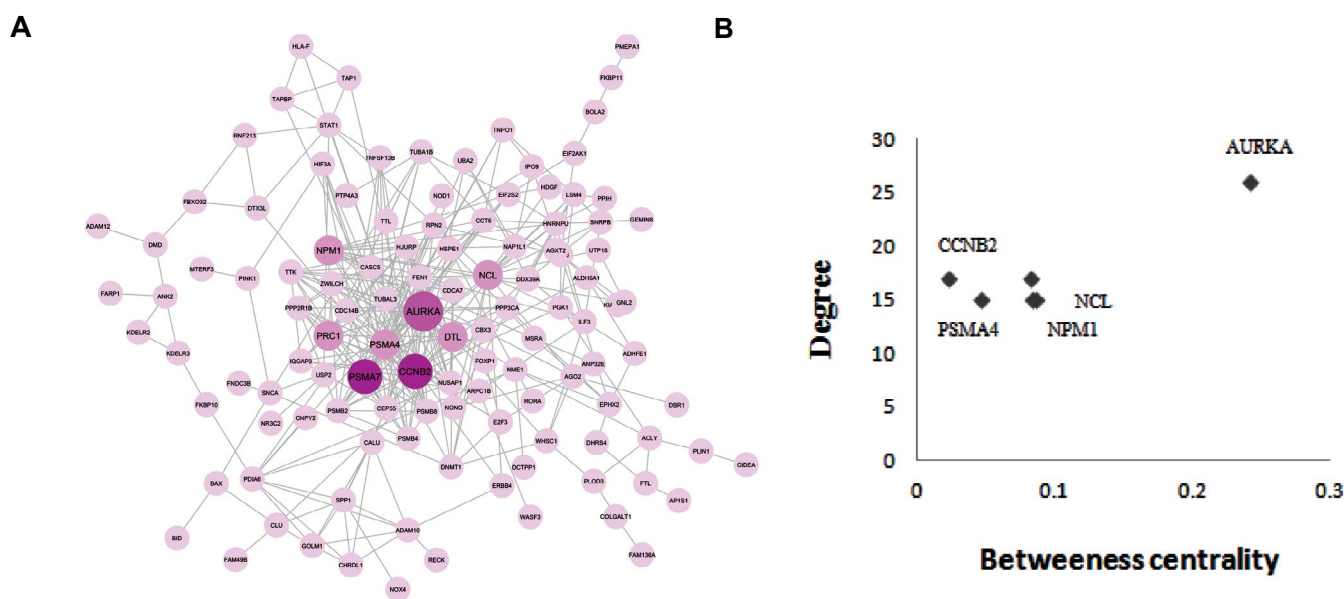 A
B
HLA-F
PMEPA1
TAP1
FKBP11
TAPBP
BOLA2
STAT1
RNF213
TNPO1
HIF3A
TNFSF13B
TUBA1B
UBA2
EIF2AK1
IPO9
PTP4A3
NOD1
EIF2S2
HDGF
LSM4
PPIH
FBXO32
DTX3L
ADAM12
TTL
RPN2
CCT6
HNRNPU
SNRPB
GEMIN6
DMD
NPM1
HJURP
HSPE1
NAP1L1
AGXT2
UTP18
MTERF3
PINK1
TTK
ZWILCH
CASC5
FEN1
NCL
DDX39A
ALDH6A1
FARP1
ANK2
PPP2R1B
CDC14B
TUBAL3
CDCA7
PPP3CA
PGK1
GNL2
AURKA
ILF3
KDELR2
PRC1
PSMA4
DTL
CBX3
MSRA
KDELR3
IQGAP3
FOXP1
ANP32E
ADHFE1
FNDC3B
SNCA
USP2
PSMA7
CCNB2
NUSAP1
NME1
AGO2
FKBP10
ARPC1B
RORA
EPHX2
DBR1
NR3C2
CNPY2
PSMB2
CEP55
PSMB8
NONO
E2F3
CALU
PSMB4
WHSC1
DHRS4
ACLY
PLIN1
CIDEA
DNMT1
DCTPP1
BAX
PDIA6
ERBB4
PLOD3
FTL
AP1S1
SPP1
WASF3
COLGALT1
BID
CLU
ADAM10
FAM49B
GOLM1
CHRDL1
RECK
FAM136A
NOX4
Degree
30
25
20
15
10
5
0
AURKA
CCNB2
NCL
PSMA4
NPM1
0
0.1
0.2
0.3
Betweeness centrality